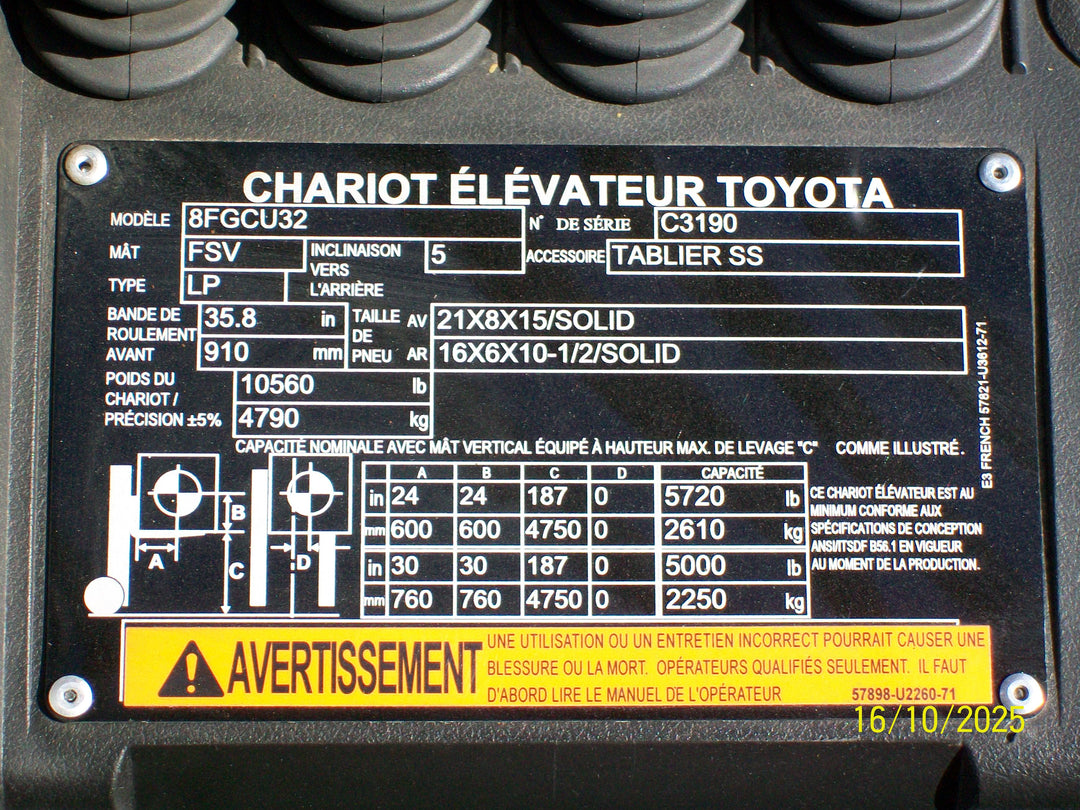 CHARIOT ÉLÉVATEUR TOYOTA
MODÈLE 8FGCU32 N° DE SÉRIE C3190
MÂT FSV INCLINAISON VERS L'ARRIÈRE 5 ACCESSOIRE TABLIER SS
TYPE LP
BANDE DE ROULEMENT AVANT 35.8 in 910 mm
TAILLE DE PNEU AV 21X8X15/SOLID
AR 16X6X10-1/2/SOLID
POIDS DU CHARIOT / PRÉCISION ±5% 10560 lb
4790 kg
E3 FRENCH 57821-U3612-71
CAPACITÉ NOMINALE AVEC MÂT VERTICAL ÉQUIPÉ À HAUTEUR MAX. DE LEVAGE "C" COMME ILLUSTRÉ.
A B C D
A B C D CAPACITÉ
in 24 24 187 0 5720 lb
mm 600 600 4750 0 2610 kg
in 30 30 187 0 5000 lb
mm 760 760 4750 0 2250 kg
CE CHARIOT ÉLÉVATEUR EST AU
MINIMUM CONFORME AUX
SPÉCIFICATIONS DE CONCEPTION
ANSI/ITSDF B56.1 EN VIGUEUR
AU MOMENT DE LA PRODUCTION.
AVERTISSEMENT
UNE UTILISATION OU UN ENTRETIEN INCORRECT POURRAIT CAUSER UNE
BLESSURE OU LA MORT. OPÉRATEURS QUALIFIÉS SEULEMENT. IL FAUT
D'ABORD LIRE LE MANUEL DE L'OPÉRATEUR 57898-U2260-71
16/10/2025